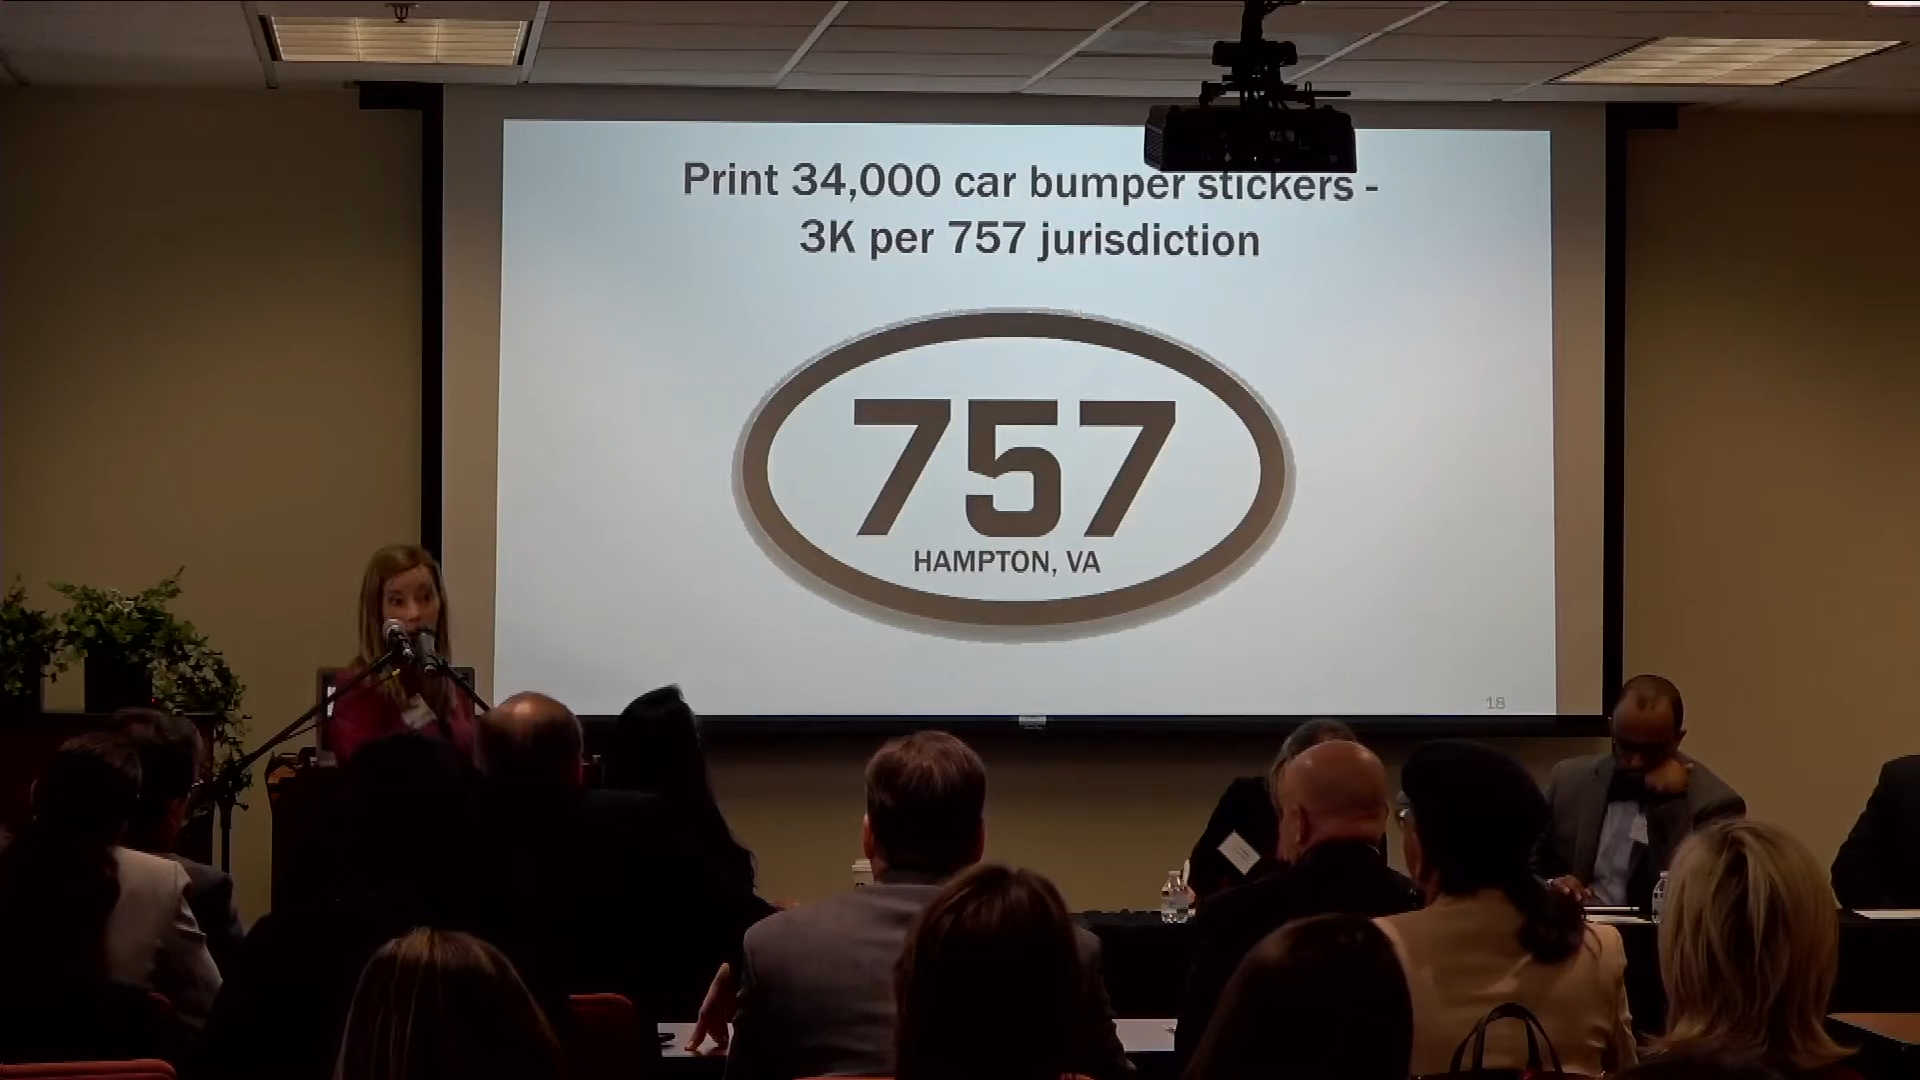 Print 34,000 car bumper stickers -
3K per 757 jurisdiction
757
HAMPTON, VA
18